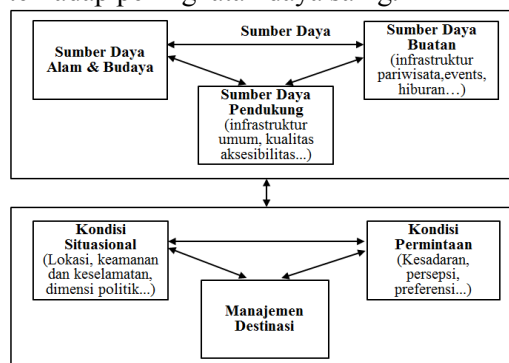 Sumber Daya
Sumber Daya
Alam & Budaya
Sumber Daya
Buatan
(infrastruktur
pariwisata,events,
hiburan…)
Sumber Daya
Pendukung
(infrastruktur
umum, kualitas
aksesibilitas...)
Kondisi
Situasional
(Lokasi, keamanan
dan keselamatan,
dimensi politik...)
Kondisi
Permintaan
(Kesadaran,
persepsi,
preferensi...)
Manajemen
Destinasi